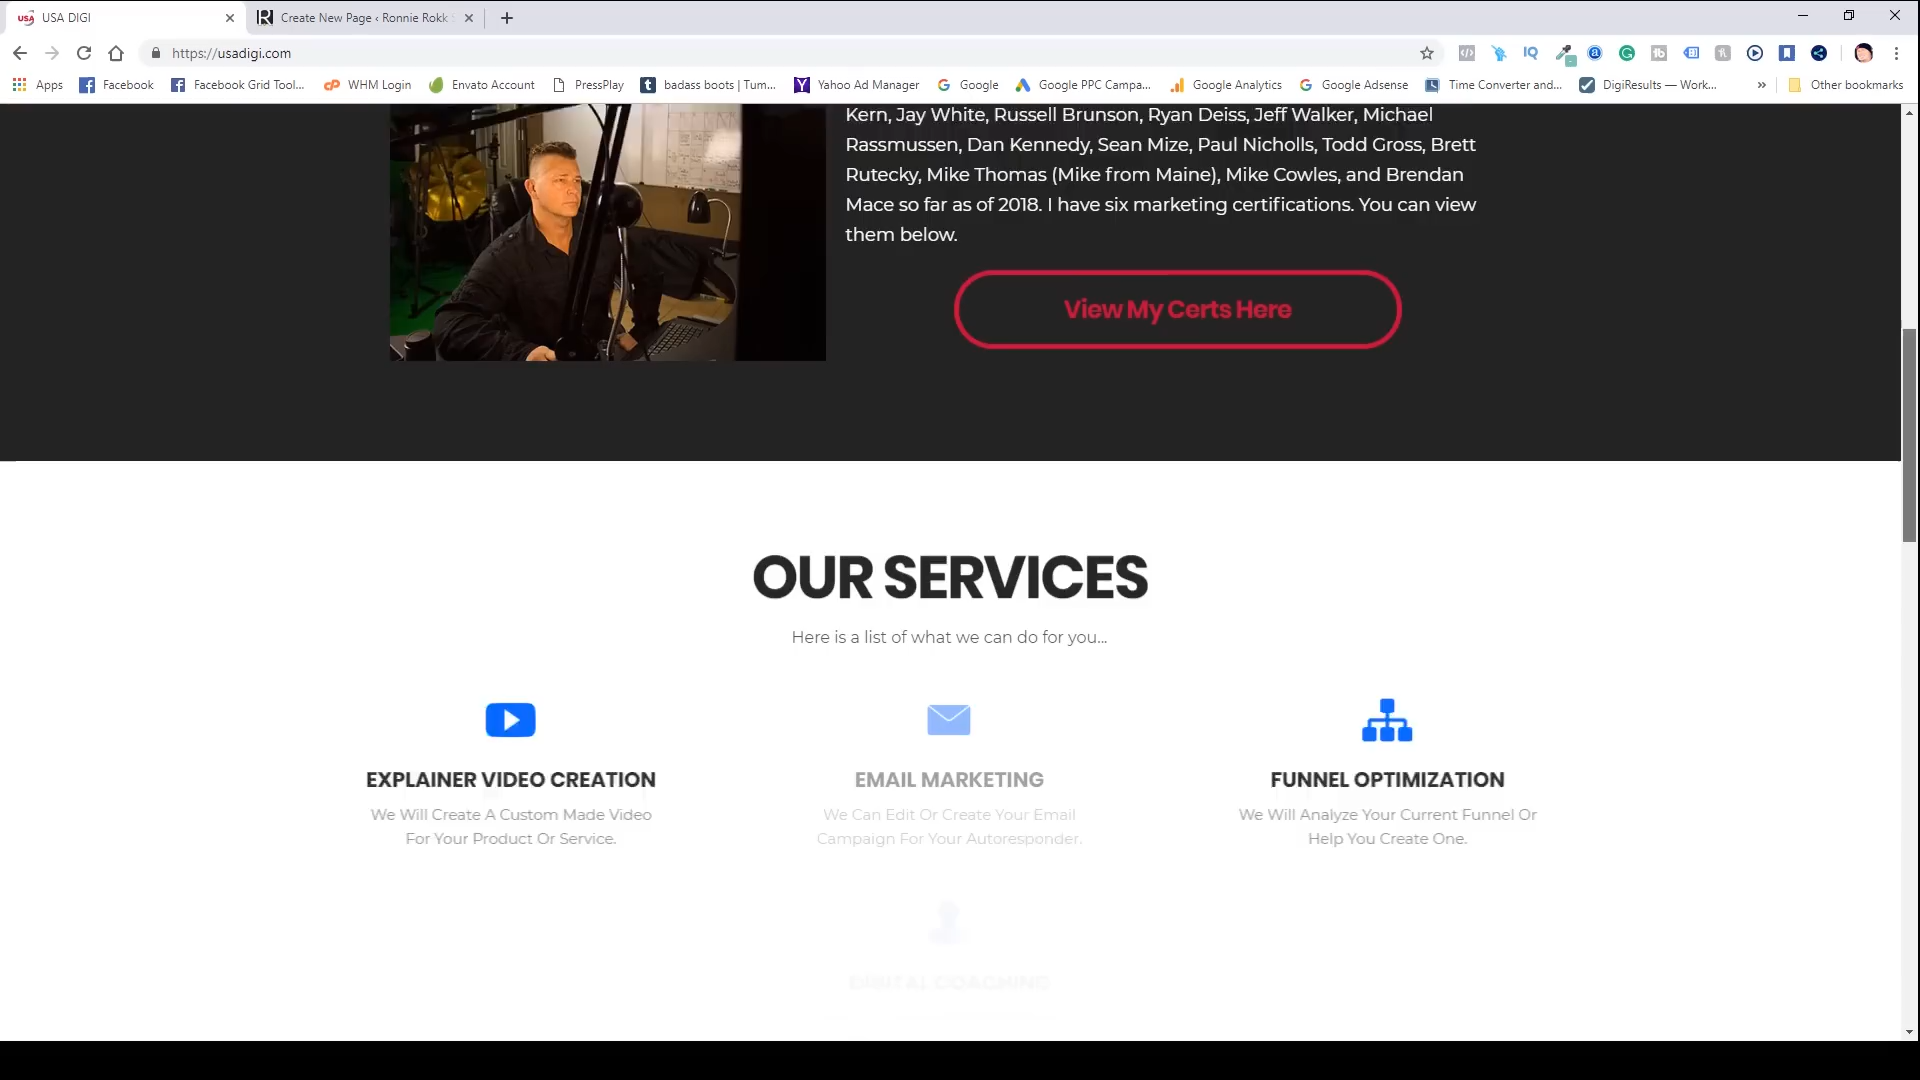 USA DIGI
Create New Page ‹ Ronnie Rokk
https://usadigi.com
Apps
Facebook
Facebook Grid Tool...
WHM Login
Envato Account
PressPlay
badass boots | Tum...
Yahoo Ad Manager
Google
Google PPC Campa...
Google Analytics
Google Adsense
Time Converter and...
DigiResults — Work...
Other bookmarks
Kern, Jay White, Russell Brunson, Ryan Deiss, Jeff Walker, Michael
Rassmussen, Dan Kennedy, Sean Mize, Paul Nicholls, Todd Gross, Brett
Rutecky, Mike Thomas (Mike from Maine), Mike Cowles, and Brendan
Mace so far as of 2018. I have six marketing certifications. You can view
them below.
View My Certs Here
OUR SERVICES
Here is a list of what we can do for you...
EXPLAINER VIDEO CREATION
We Will Create A Custom Made Video
For Your Product Or Service.
EMAIL MARKETING
We Can Edit Or Create Your Email
Campaign For Your Autoresponder.
FUNNEL OPTIMIZATION
We Will Analyze Your Current Funnel Or
Help You Create One.
DIGITAL COACHING